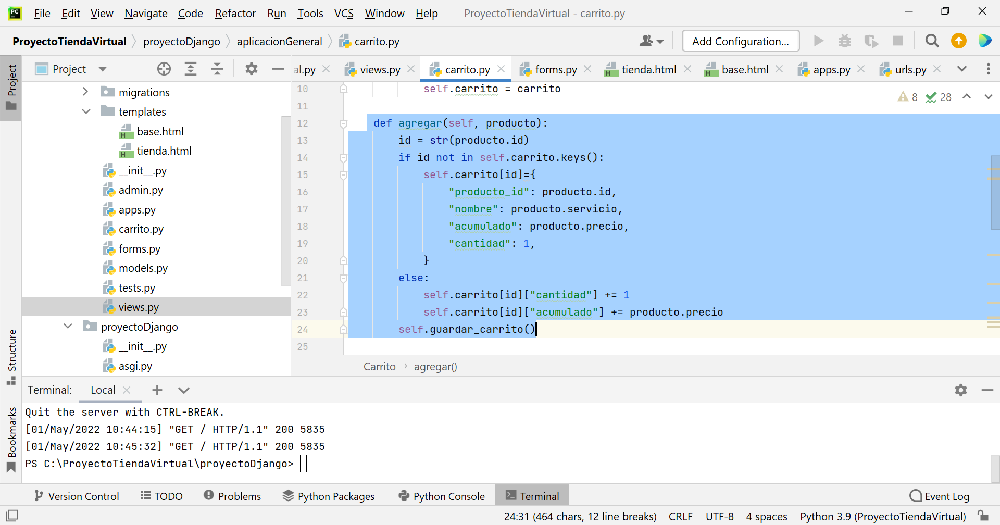 PC File Edit View Navigate Code Refactor Run Tools VCS Window Help ProyectoTiendaVirtual - carrito.py
ProyectoTiendaVirtual proyectoDjango aplicacionGeneral carrito.py Add Configuration...
Project
Project al.py views.py carrito.py forms.py tienda.html base.html apps.py urls.py
migrations
templates
base.html
tienda.html
__init__.py
admin.py
apps.py
carrito.py
forms.py
models.py
tests.py
views.py
proyectoDjango
__init__.py
asgi.py
8 28
10 self.carrito = carrito
11
12 def agregar(self, producto):
13 id = str(producto.id)
14 if id not in self.carrito.keys():
15 self.carrito[id]={
16 "producto_id": producto.id,
17 "nombre": producto.servicio,
18 "acumulado": producto.precio,
19 "cantidad": 1,
20 }
21 else:
22 self.carrito[id]["cantidad"] += 1
23 self.carrito[id]["acumulado"] += producto.precio
24 self.guardar_carrito()
25
Carrito agregar()
Structure
Bookmarks
Terminal: Local
Quit the server with CTRL-BREAK.
[01/May/2022 10:44:15] "GET / HTTP/1.1" 200 5835
[01/May/2022 10:45:32] "GET / HTTP/1.1" 200 5835
PS C:\ProyectoTiendaVirtual\proyectoDjango>
Version Control TODO Problems Python Packages Python Console Terminal Event Log
24:31 (464 chars, 12 line breaks) CRLF UTF-8 4 spaces Python 3.9 (ProyectoTiendaVirtual)